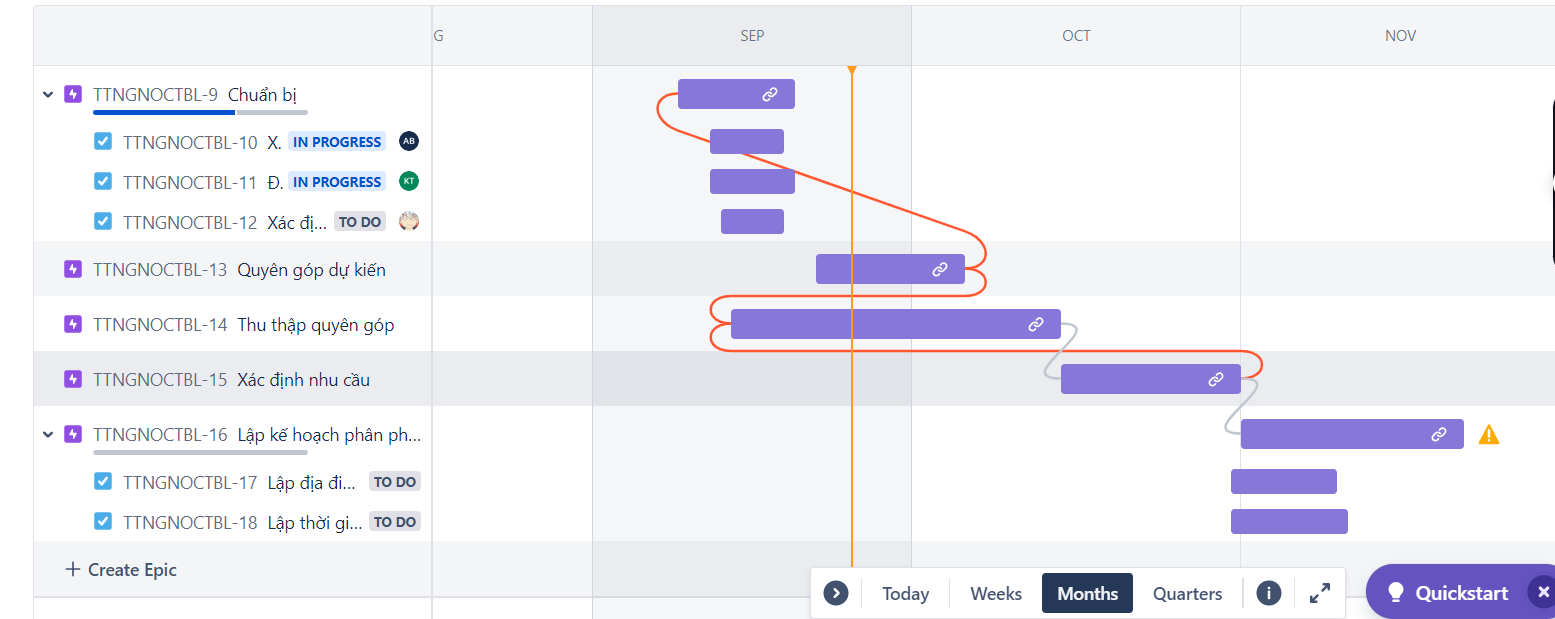 G SEP OCT NOV
TTNGNOCTBL-9 Chuẩn bị
TTNGNOCTBL-10 X. IN PROGRESS AB
TTNGNOCTBL-11 Đ. IN PROGRESS KT
TTNGNOCTBL-12 Xác đị... TO DO
TTNGNOCTBL-13 Quyên góp dự kiến
TTNGNOCTBL-14 Thu thập quyên góp
TTNGNOCTBL-15 Xác định nhu cầu
TTNGNOCTBL-16 Lập kế hoạch phân ph...
TTNGNOCTBL-17 Lập địa đi... TO DO
TTNGNOCTBL-18 Lập thời gi... TO DO
+ Create Epic
Today Weeks Months Quarters Quickstart